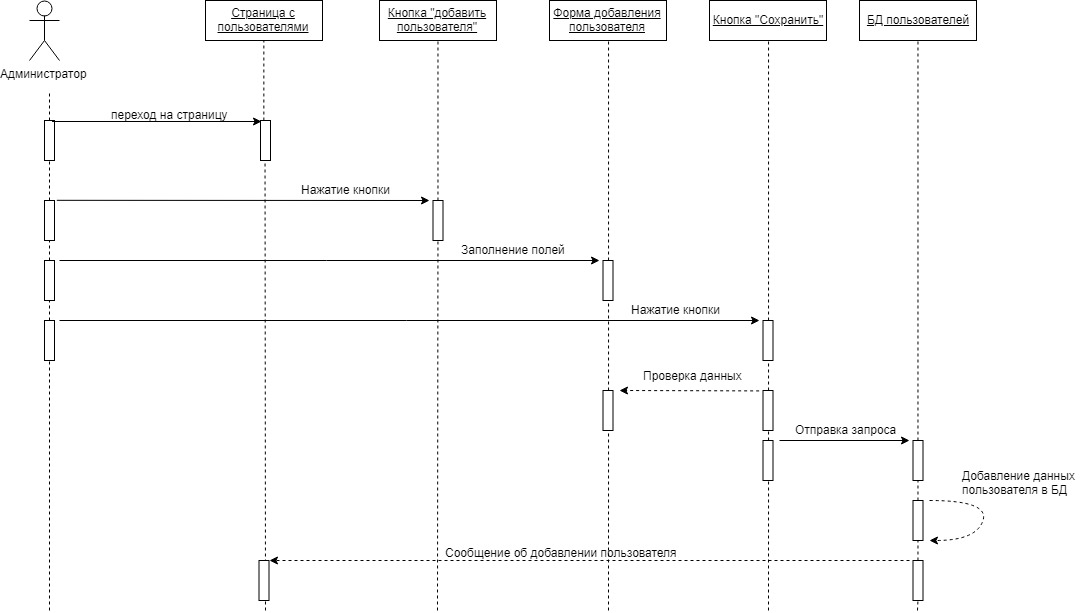 Администратор
Страница с
пользователями
Кнопка "добавить
пользователя"
Форма добавления
пользователя
Кнопка "Сохранить"
БД пользователей
переход на страницу
Нажатие кнопки
Заполнение полей
Нажатие кнопки
Проверка данных
Отправка запроса
Добавление данных
пользователя в БД
Сообщение об добавлении пользователя